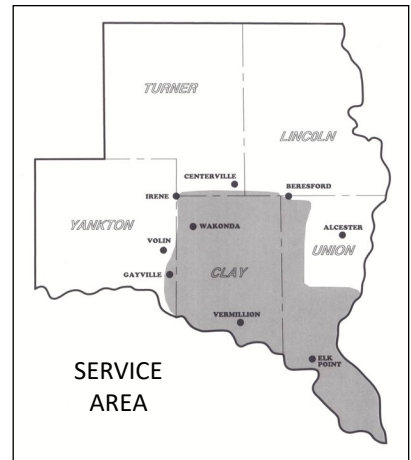 TURNER
LINCOLN
CENTERVILLE
IRENE
BERESFORD
YANKTON
WAKONDA
ALCESTER
VOLIN
UNION
GAYVILLE
CLAY
VERMILLION
ELK
POINT
SERVICE
AREA